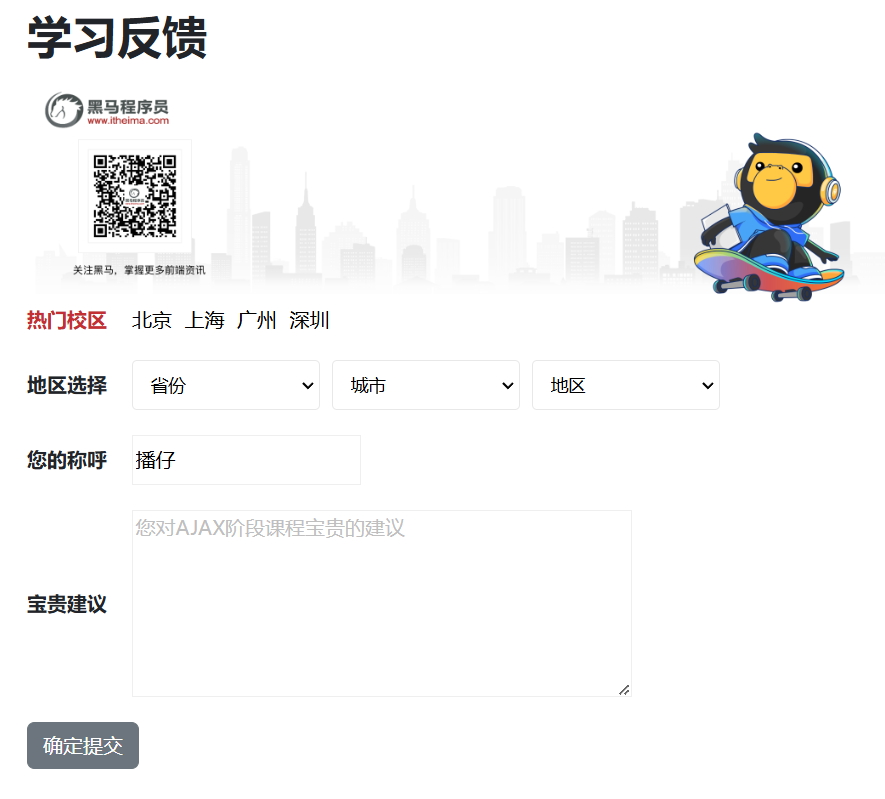 学习反馈
黑马程序员
www.itheima.com
关注黑马，掌握更多前端资讯
热门校区 北京 上海 广州 深圳
地区选择 省份 城市 地区
您的称呼 播仔
您对AJAX阶段课程宝贵的建议
宝贵建议
确定提交